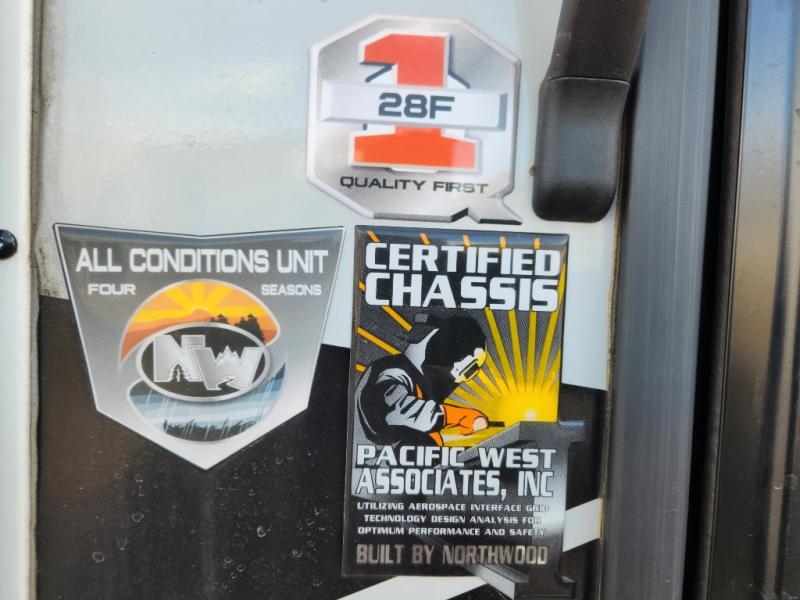 1
28F
QUALITY FIRST
ALL CONDITIONS UNIT
FOUR SEASONS
NW
CERTIFIED
CHASSIS
PACIFIC WEST
ASSOCIATES, INC
UTILIZING AEROSPACE INTERFACE GRID
TECHNOLOGY DESIGN ANALYSIS FOR
OPTIMUM PERFORMANCE AND SAFETY
BUILT BY NORTHWOOD